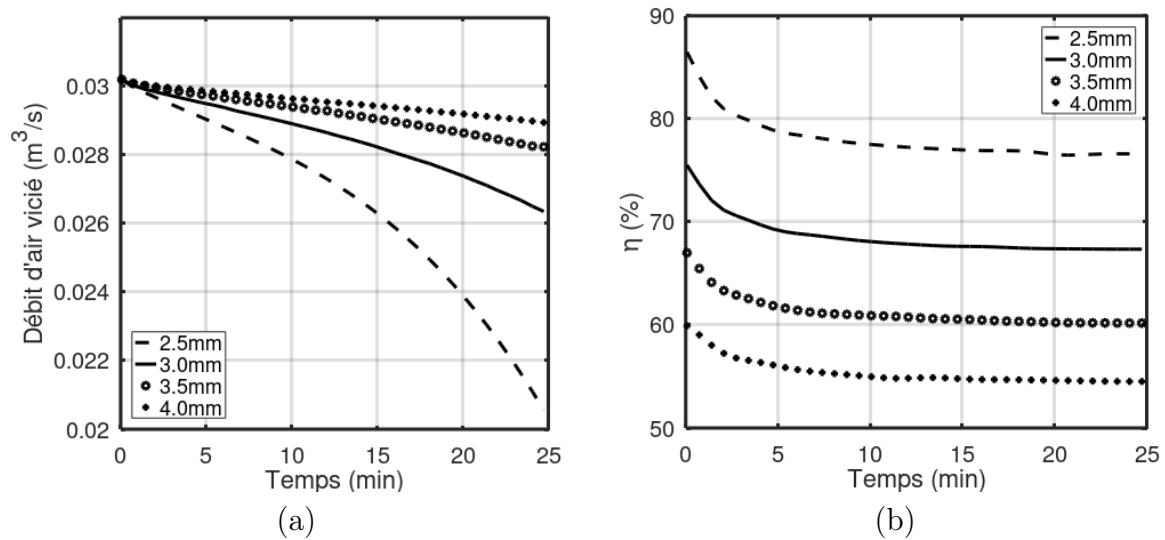 Débit d'air vicié (m³/s)
0.03
0.028
0.026
0.024
0.022
0.02
2.5mm
3.0mm
3.5mm
4.0mm
0 5 10 15 20 25
Temps (min)
(a)
η (%)
90
80
70
60
50
2.5mm
3.0mm
3.5mm
4.0mm
0 5 10 15 20 25
Temps (min)
(b)